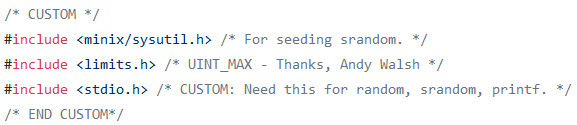 /* CUSTOM */
#include <minix/sysutil.h> /* For seeding srandom. */
#include <limits.h> /* UINT_MAX - Thanks, Andy Walsh */
#include <stdio.h> /* CUSTOM: Need this for random, srandom, printf. */
/* END CUSTOM*/